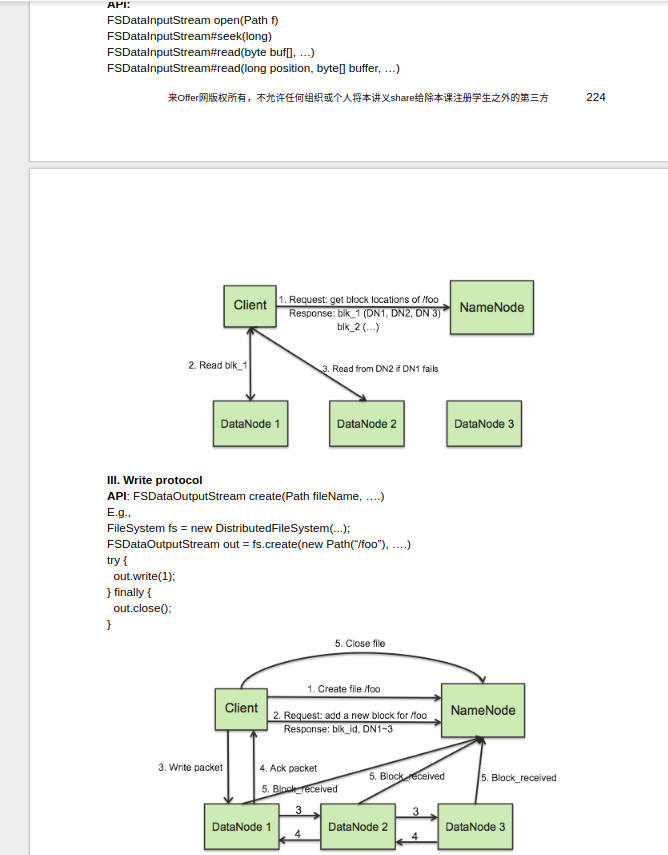 API:
FSDataInputStream open(Path f)
FSDataInputStream#seek(long)
FSDataInputStream#read(byte buf[], …)
FSDataInputStream#read(long position, byte[] buffer, …)
来Offer网版权所有，不允许任何组织或个人将本讲义share给除本课注册学生之外的第三方
224
Client
1. Request: get block locations of /foo
Response: blk_1 (DN1, DN2, DN 3)
blk_2 (...)
NameNode
2. Read blk_1
3. Read from DN2 if DN1 fails
DataNode 1
DataNode 2
DataNode 3
III. Write protocol
API: FSDataOutputStream create(Path fileName, ….)
E.g.,
FileSystem fs = new DistributedFileSystem(...);
FSDataOutputStream out = fs.create(new Path(“/foo”), ….)
try {
out.write(1);
} finally {
out.close();
}
5. Close file
1. Create file /foo
Client
2. Request: add a new block for /foo
Response: blk_id, DN1~3
NameNode
3. Write packet
4. Ack packet
5. Block_received
5. Block_received
5. Block_received
DataNode 1
3
4
DataNode 2
3
4
DataNode 3